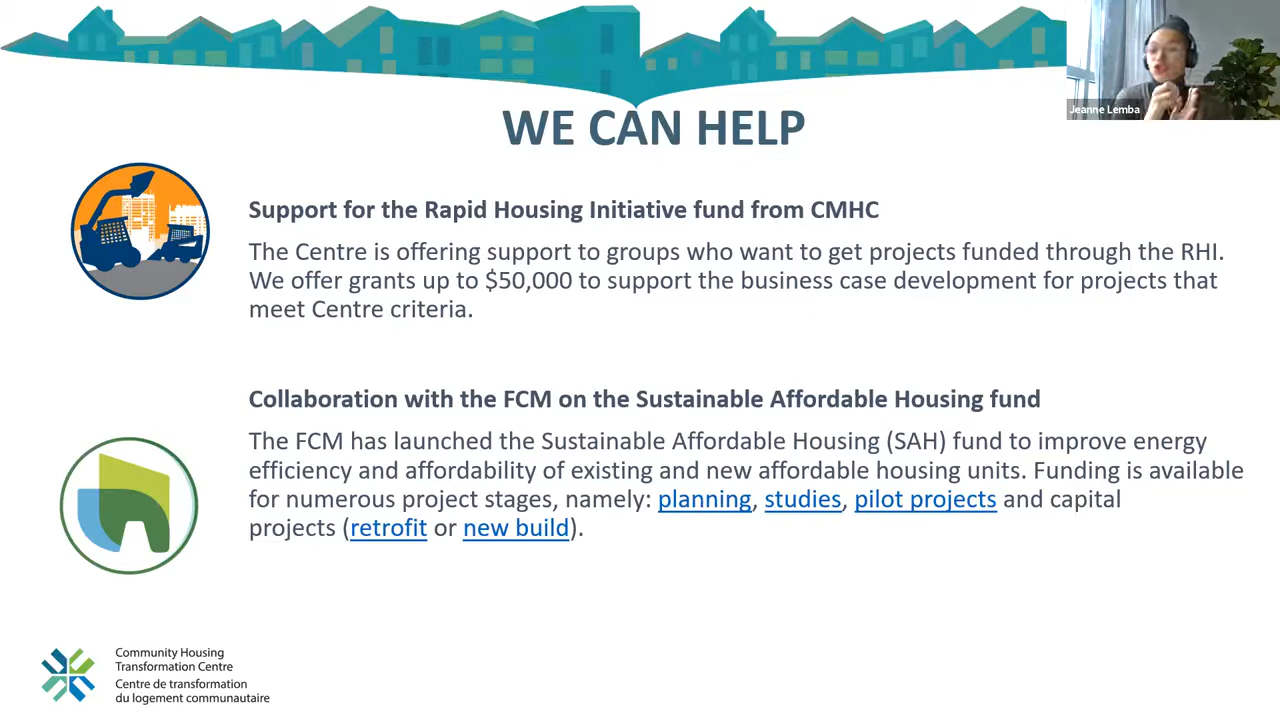 Jeanne Lemba
WE CAN HELP
Support for the Rapid Housing Initiative fund from CMHC
The Centre is offering support to groups who want to get projects funded through the RHI.
We offer grants up to $50,000 to support the business case development for projects that
meet Centre criteria.
Collaboration with the FCM on the Sustainable Affordable Housing fund
The FCM has launched the Sustainable Affordable Housing (SAH) fund to improve energy
efficiency and affordability of existing and new affordable housing units. Funding is available
for numerous project stages, namely: planning, studies, pilot projects and capital
projects (retrofit or new build).
Community Housing
Transformation Centre
Centre de transformation
du logement communautaire